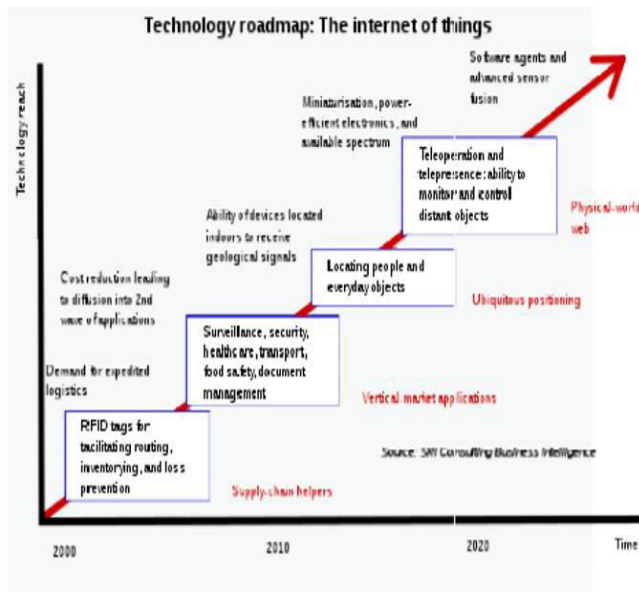 Technology roadmap: The internet of things
Software agents and
advanced sensor
fusion
Miniaturisation, power-
efficient electronics, and
available spectrum
Technology reach
Teleoperation and
telepresence: ability to
monitor and control
distant objects
Physical-world
web
Ability of devices located
indoors to receive
geological signals
Locating people and
everyday objects
Ubiquitous positioning
Cost reduction leading
to diffusion into 2nd
wave of applications
Surveillance, security,
healthcare, transport,
food safety, document
management
Vertical-market applications
Demand for expedited
logistics
RFID tags for
facilitating routing,
inventorying, and loss
prevention
Supply-chain helpers
Source: SRI Consulting Business Intelligence
2000
2010
2020
Time